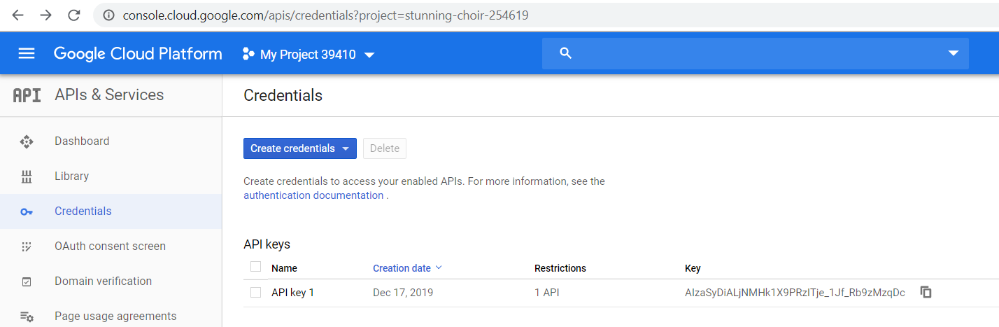 console.cloud.google.com/apis/credentials?project=stunning-choir-254619
Google Cloud Platform My Project 39410
API APIs & Services
Credentials
Dashboard
Library
Credentials
OAuth consent screen
Domain verification
Page usage agreements
Create credentials Delete
Create credentials to access your enabled APIs. For more information, see the
authentication documentation .
API keys
Name Creation date Restrictions Key
API key 1 Dec 17, 2019 1 API AIzaSyDiALjNMHk1X9PRzITje_1Jf_Rb9zMzqDc